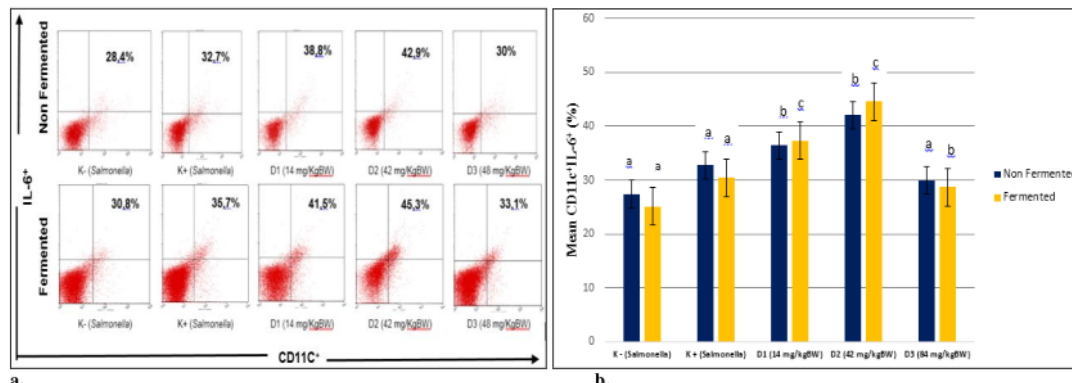 Non Fermented
28,4%
32,7%
38,8%
42,9%
30%
K- (Salmonella)
K+ (Salmonella)
D1 (14 mg/KgBW)
D2 (42 mg/KgBW)
D3 (48 mg/KgBW)
IL-6+
Fermented
30,8%
35,7%
41,5%
45,3%
33,1%
K- (Salmonella)
K+ (Salmonella)
D1 (14 mg/KgBW)
D2 (42 mg/KgBW)
D3 (48 mg/KgBW)
CD11C+
a.
Mean CD11c+IL-6+ (%)
60
50
40
30
20
10
0
a a
a a
b c
b c
a b
K - (Salmonella)
K + (Salmonella)
D1 (14 mg/kgBW)
D2 (42 mg/kgBW)
D3 (84 mg/kgBW)
Non Fermented
Fermented
b.